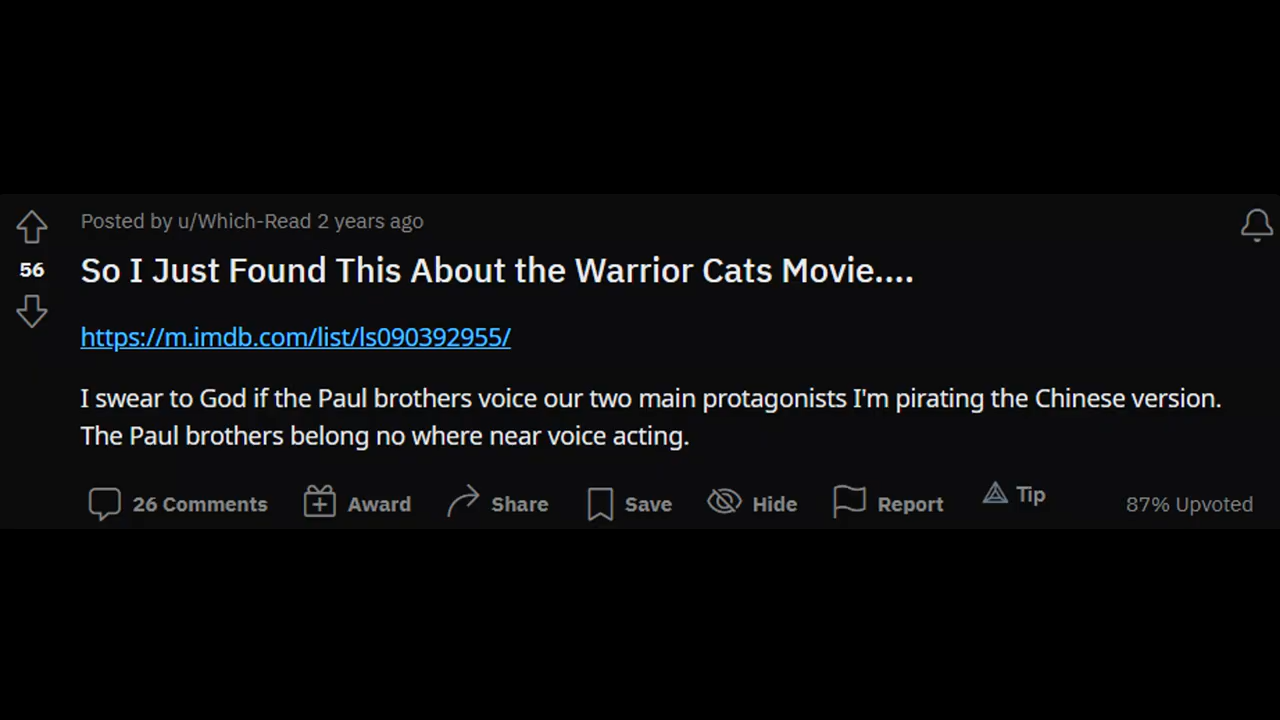 Posted by u/Which-Read 2 years ago
56
So I Just Found This About the Warrior Cats Movie....
https://m.imdb.com/list/ls090392955/
I swear to God if the Paul brothers voice our two main protagonists I'm pirating the Chinese version.
The Paul brothers belong no where near voice acting.
26 Comments Award Share Save Hide Report Tip 87% Upvoted